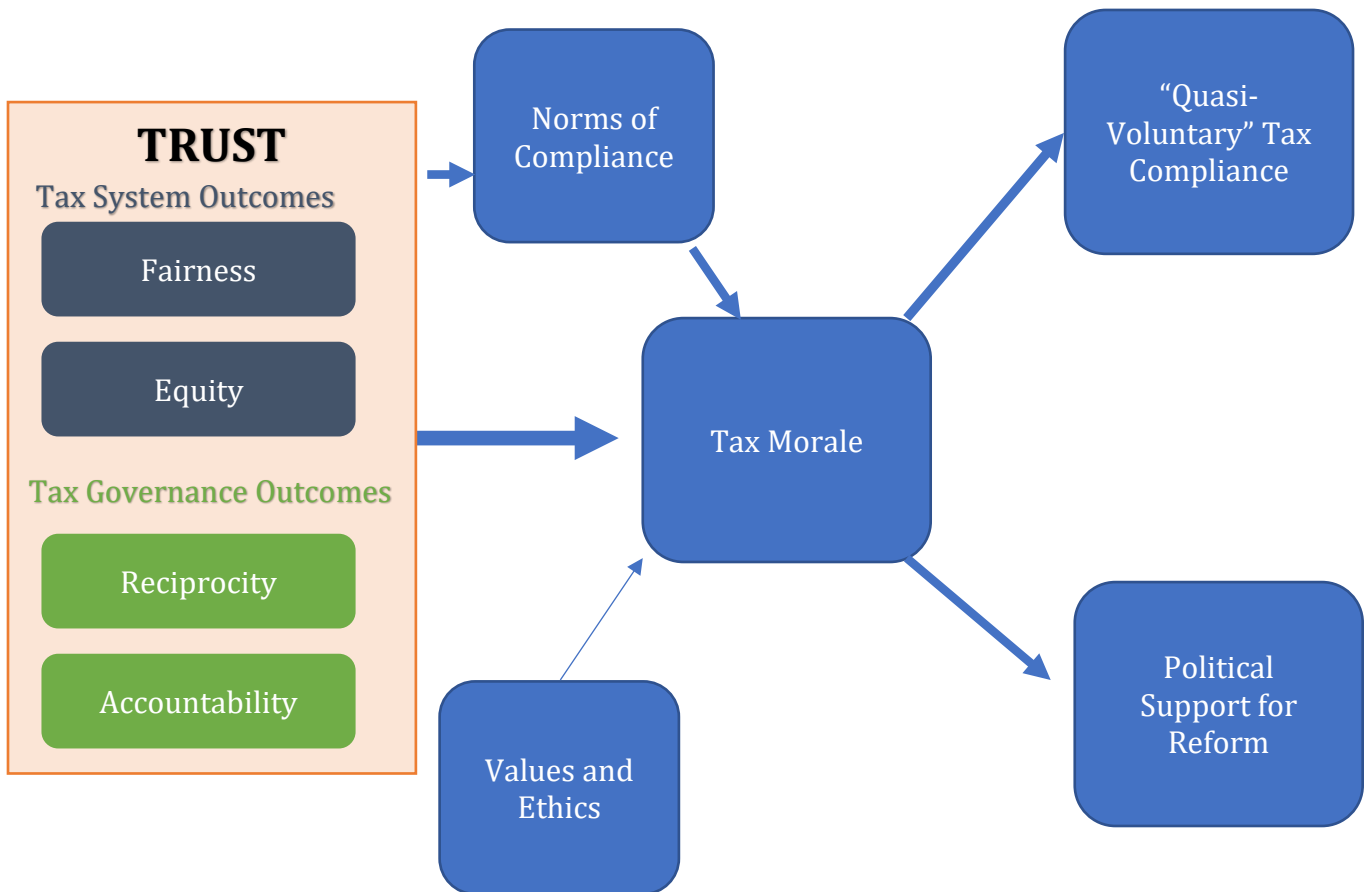 TRUST
Tax System Outcomes
Fairness
Equity
Tax Governance Outcomes
Reciprocity
Accountability
Norms of
Compliance
Values and
Ethics
Tax Morale
“Quasi-
Voluntary” Tax
Compliance
Political
Support for
Reform